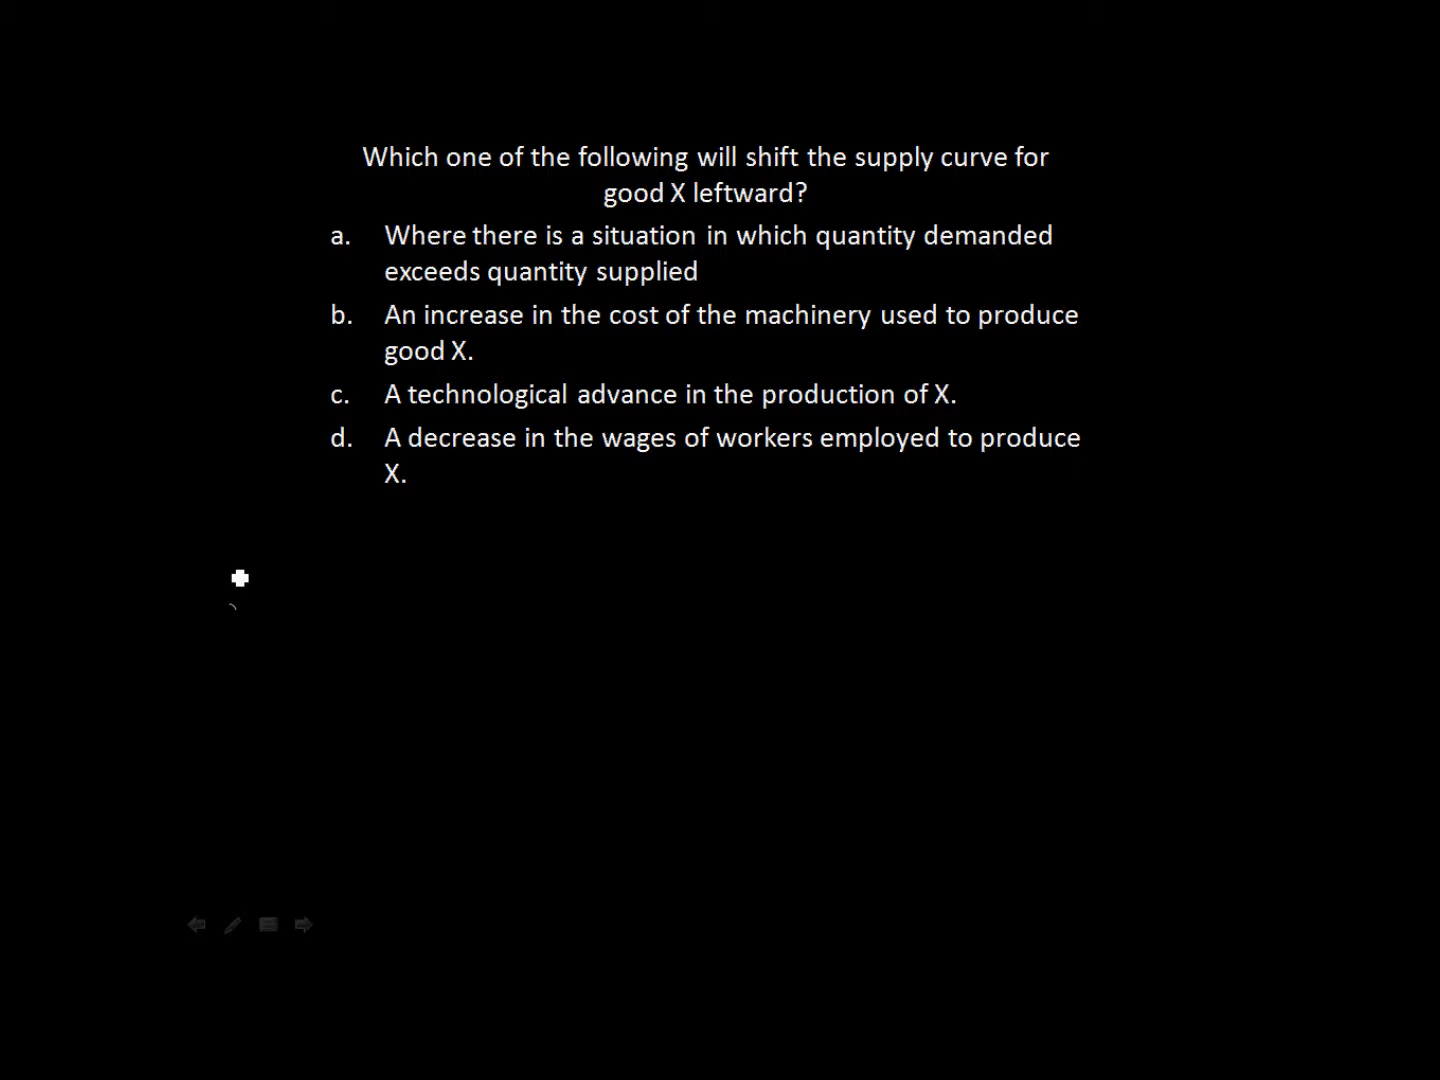 Which one of the following will shift the supply curve for
good X leftward?
a. Where there is a situation in which quantity demanded
exceeds quantity supplied
b. An increase in the cost of the machinery used to produce
good X.
c. A technological advance in the production of X.
d. A decrease in the wages of workers employed to produce
X.